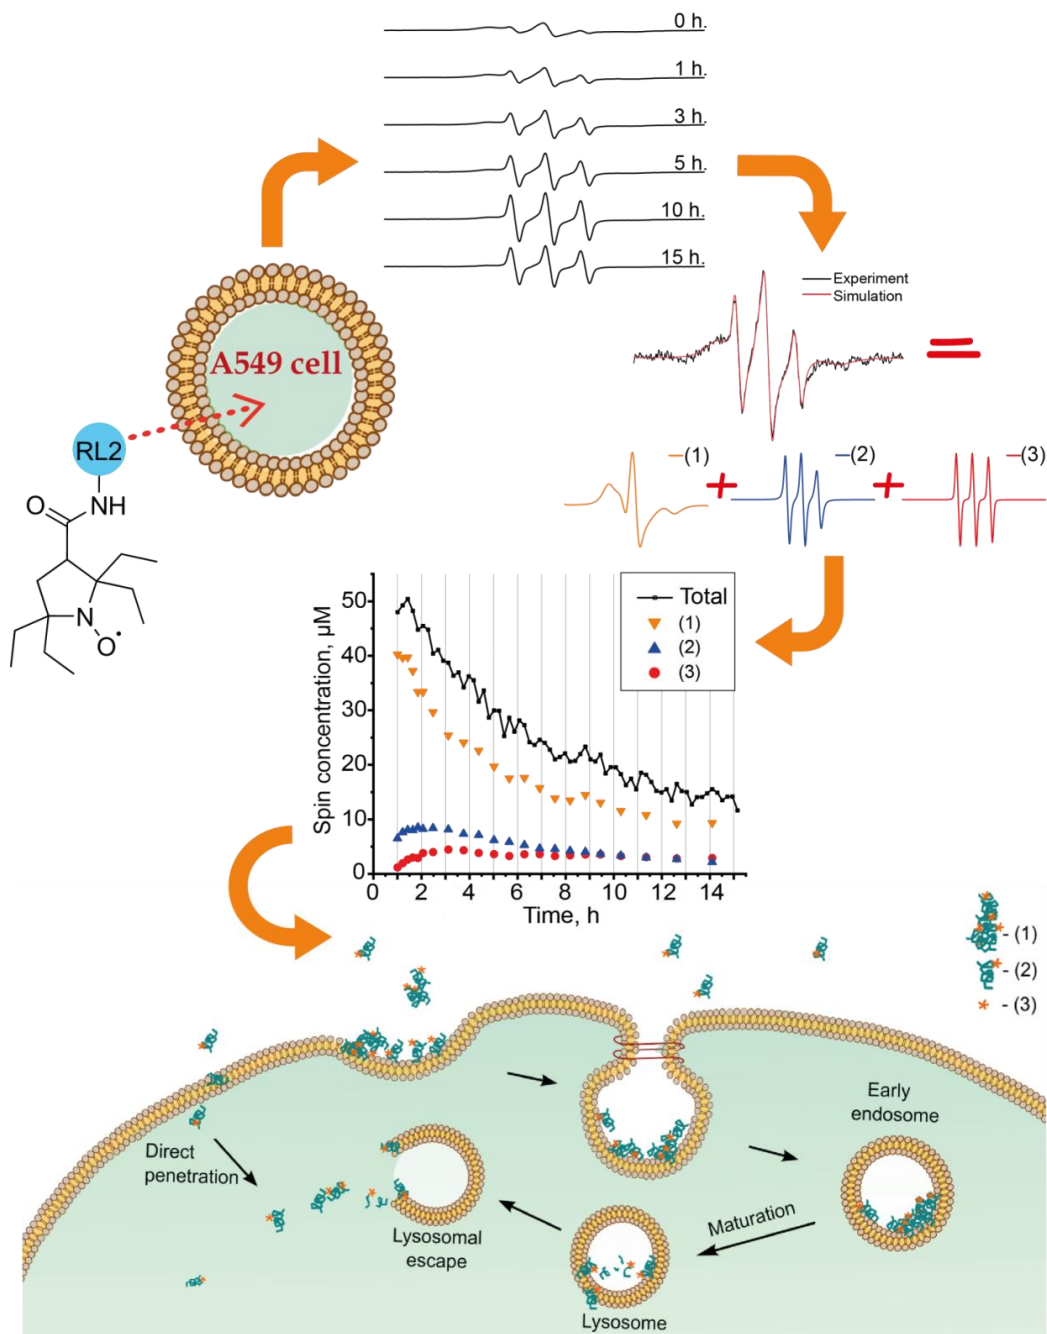 0 h.
1 h.
3 h.
5 h.
10 h.
15 h.
Experiment
Simulation
A549 cell
RL2
NH
O
N
O·
(1)
(2)
(3)
Total
(1)
(2)
(3)
Spin concentration, µM
50
40
30
20
10
0
0 2 4 6 8 10 12 14
Time, h
- (1)
- (2)
- (3)
Direct
penetration
Early
endosome
Maturation
Lysosomal
escape
Lysosome